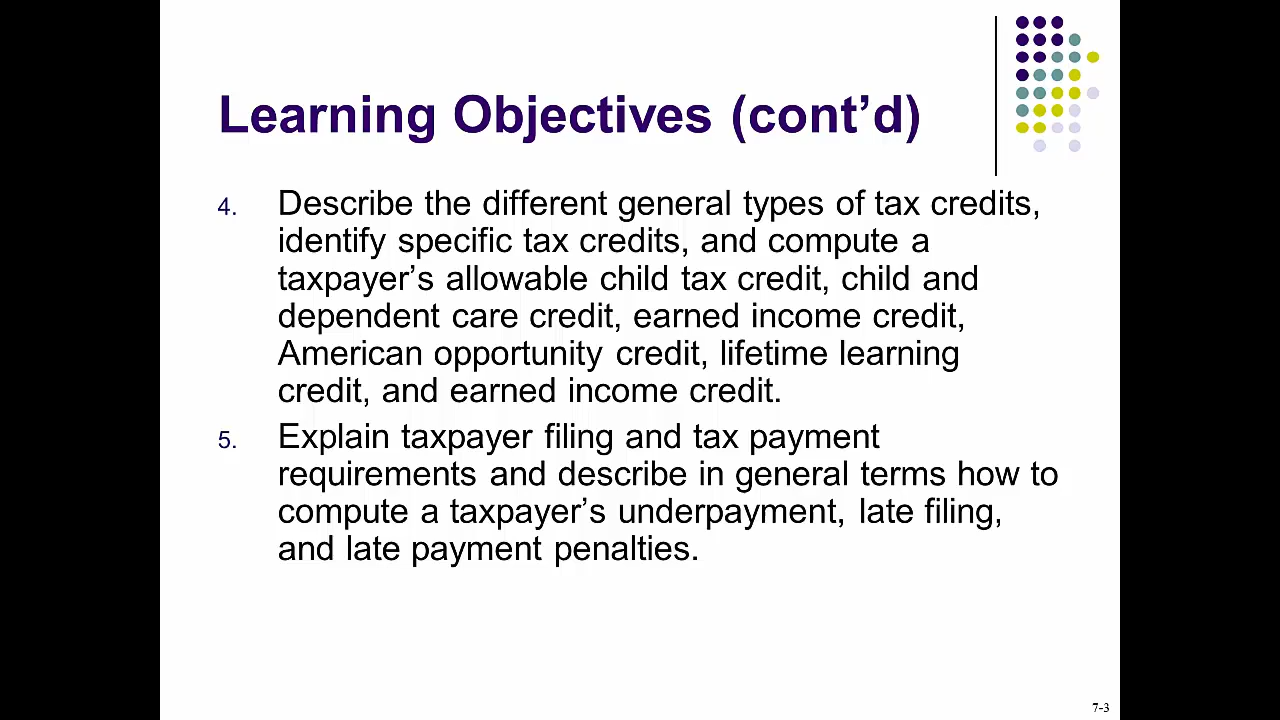 Learning Objectives (cont’d)
4. Describe the different general types of tax credits,
identify specific tax credits, and compute a
taxpayer’s allowable child tax credit, child and
dependent care credit, earned income credit,
American opportunity credit, lifetime learning
credit, and earned income credit.
5. Explain taxpayer filing and tax payment
requirements and describe in general terms how to
compute a taxpayer’s underpayment, late filing,
and late payment penalties.
7-3